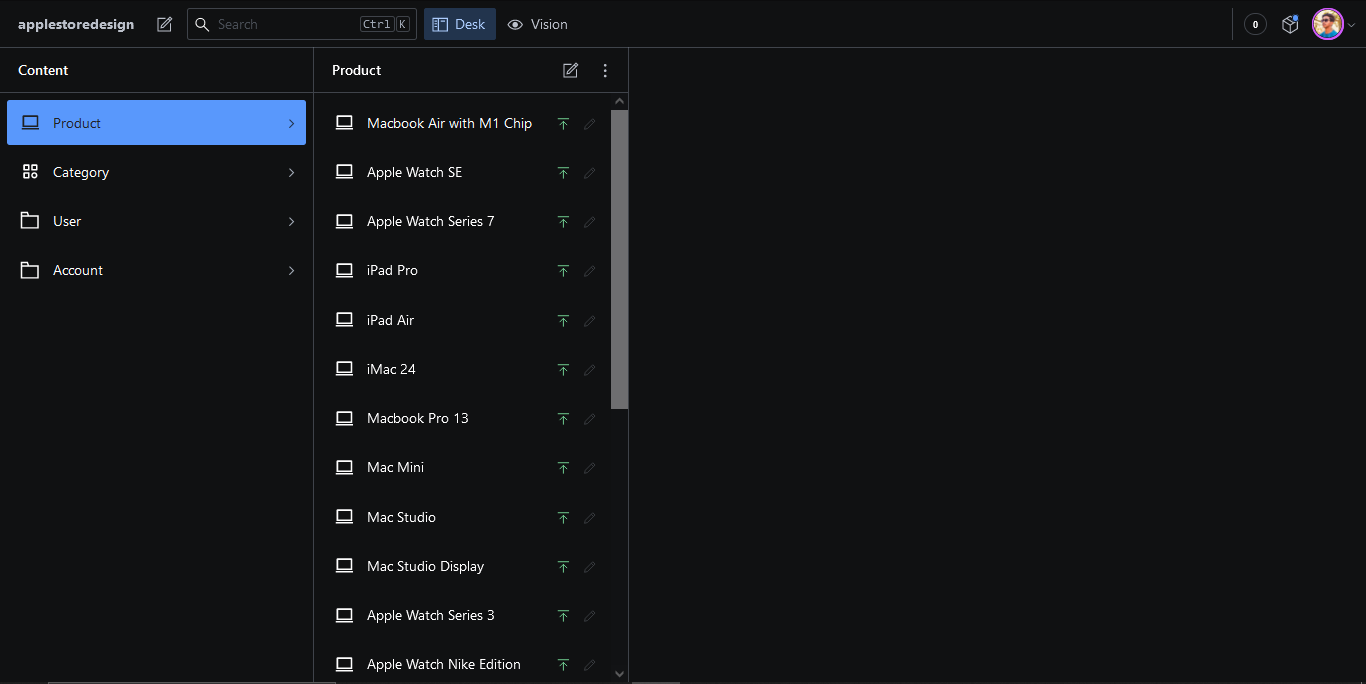 applestoredesign
Search
Ctrl K
Desk
Vision
0
Content
Product
Category
User
Account
Product
Macbook Air with M1 Chip
Apple Watch SE
Apple Watch Series 7
iPad Pro
iPad Air
iMac 24
Macbook Pro 13
Mac Mini
Mac Studio
Mac Studio Display
Apple Watch Series 3
Apple Watch Nike Edition